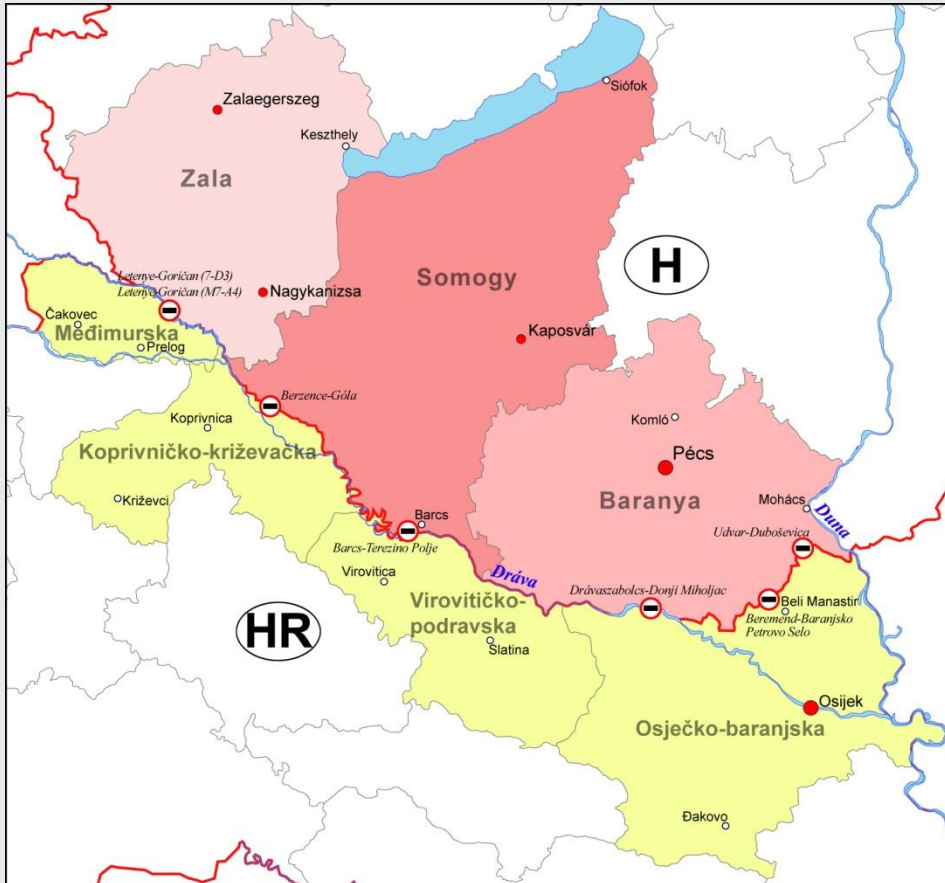 Siófok
Zalaegerszeg
Keszthely
Zala
H
Somogy
Letenye-Goričan (7-D3)
Letenye-Goričan (M7-A4)
Nagykanizsa
Čakovec
Međimurska
Prelog
Kaposvár
Berzence-Góla
Koprivnica
Komló
Koprivničko-križevačka
Pécs
Križevci
Baranya
Mohács
Duna
Barcs
Udvar-Duboševica
Barcs-Terezino Polje
Virovitica
Dráva
Drávaszabolcs-Donji Miholjac
Virovitičko-
podravska
Beli Manastir
Beremend-Baranjsko
Petrovo Selo
HR
Slatina
Osijek
Osječko-baranjska
Đakovo